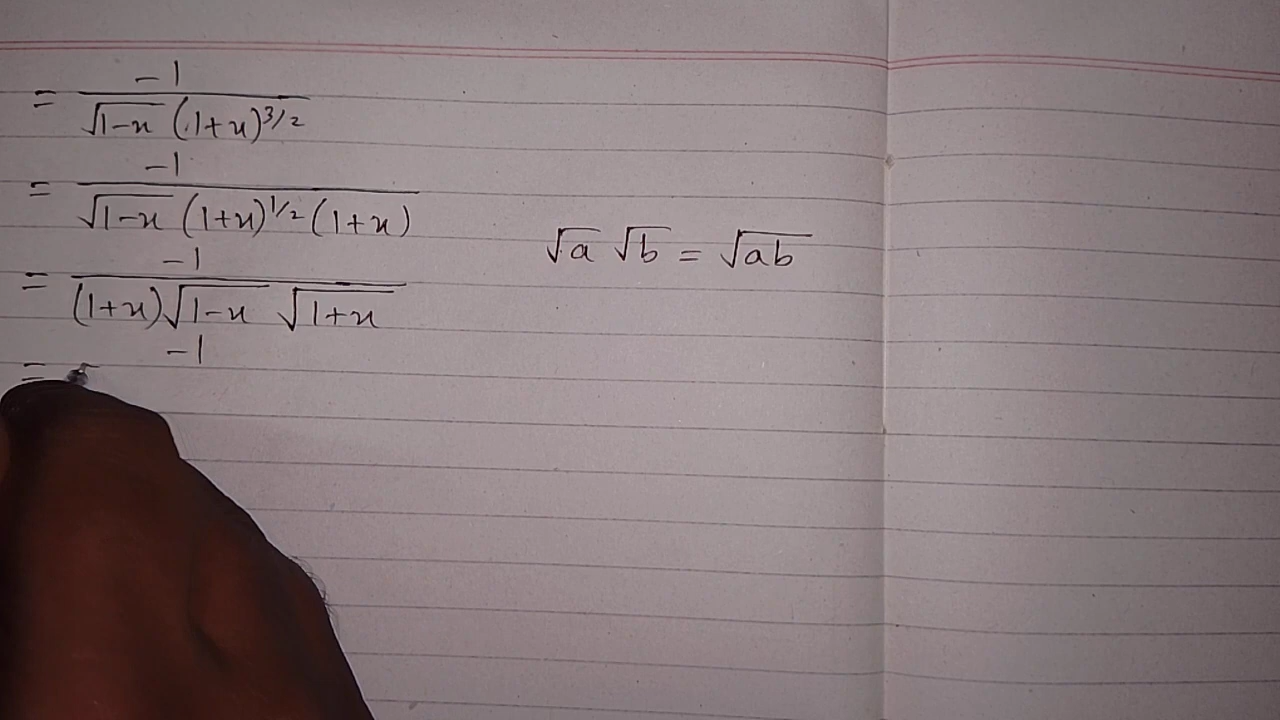 = -1 / √1-x (1+x)^3/2
= -1 / √1-x (1+x)^1/2 (1+x)
√a √b = √ab
= -1 / (1+x)√1-x √1+x
= -1